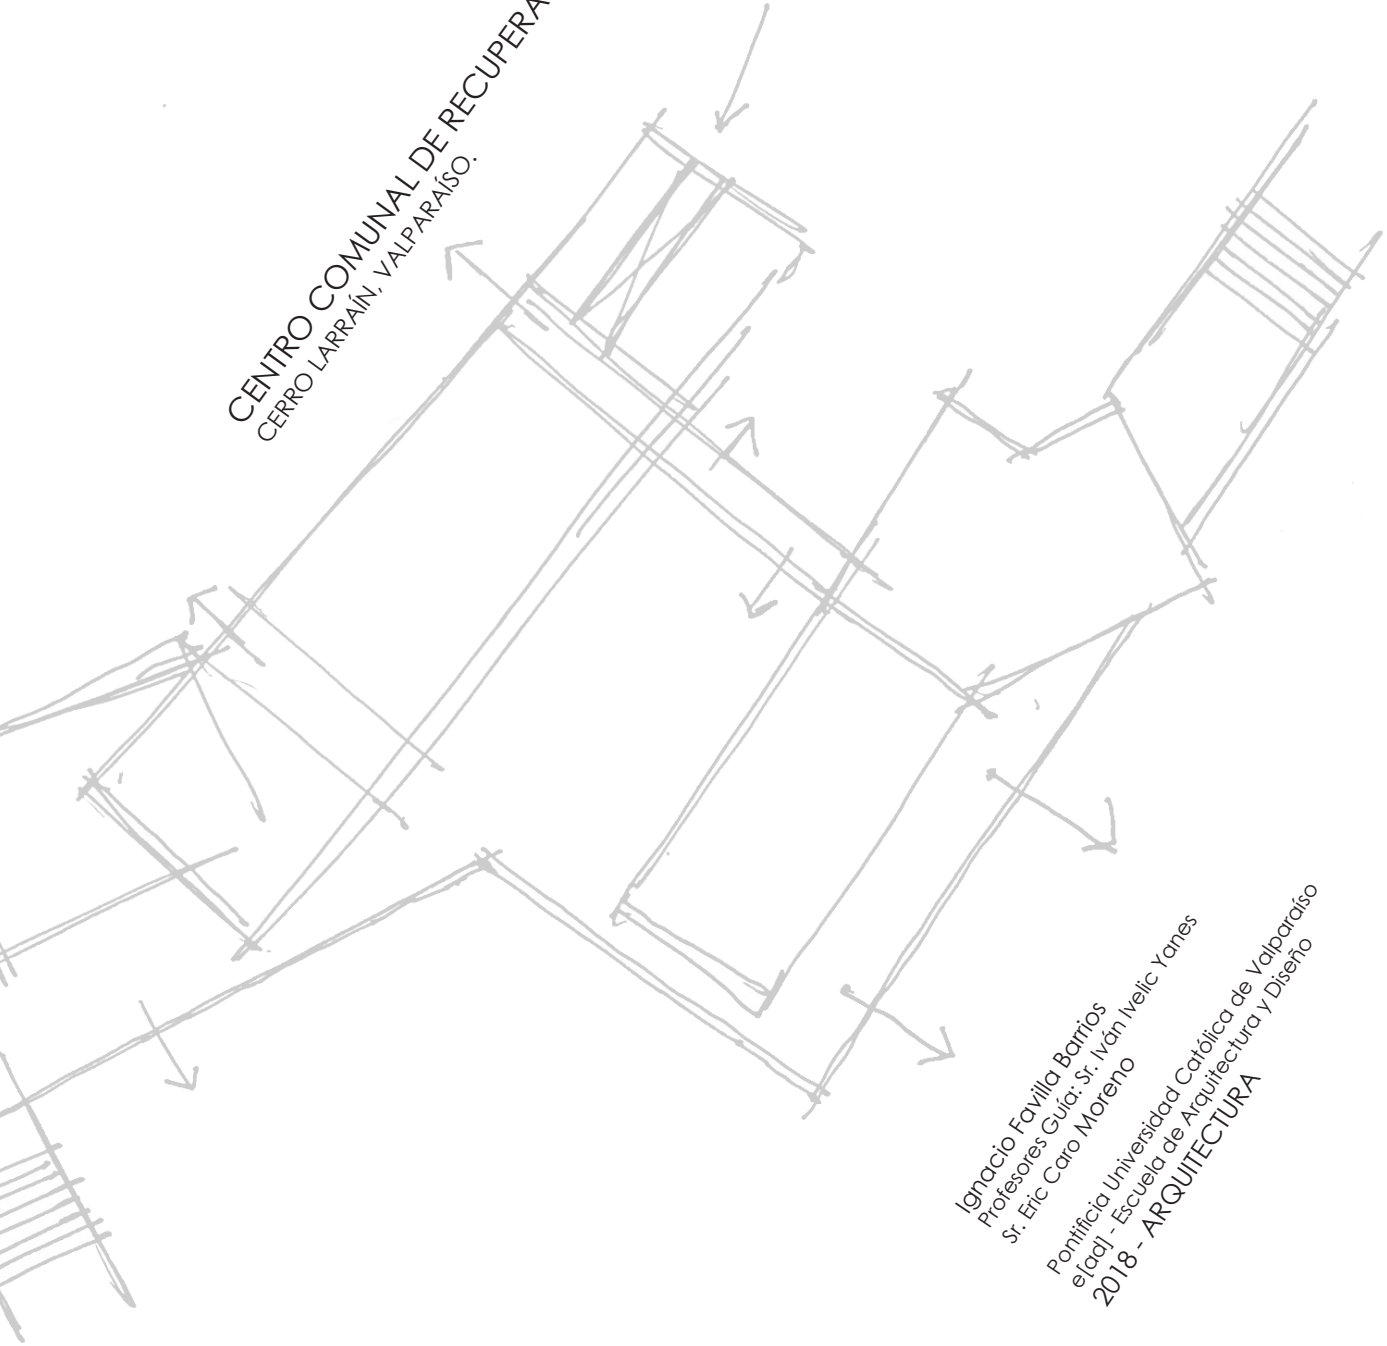 CENTRO COMUNAL DE RECUPERA
CERRO LARRAÍN, VALPARAÍSO.
Ignacio Favilla Barrios
Profesores Guía: Sr. Iván Ivelic Yanes
Sr. Eric Caro Moreno
Pontificia Universidad Católica de Valparaíso
e[ad] - Escuela de Arquitectura y Diseño
2018 - ARQUITECTURA